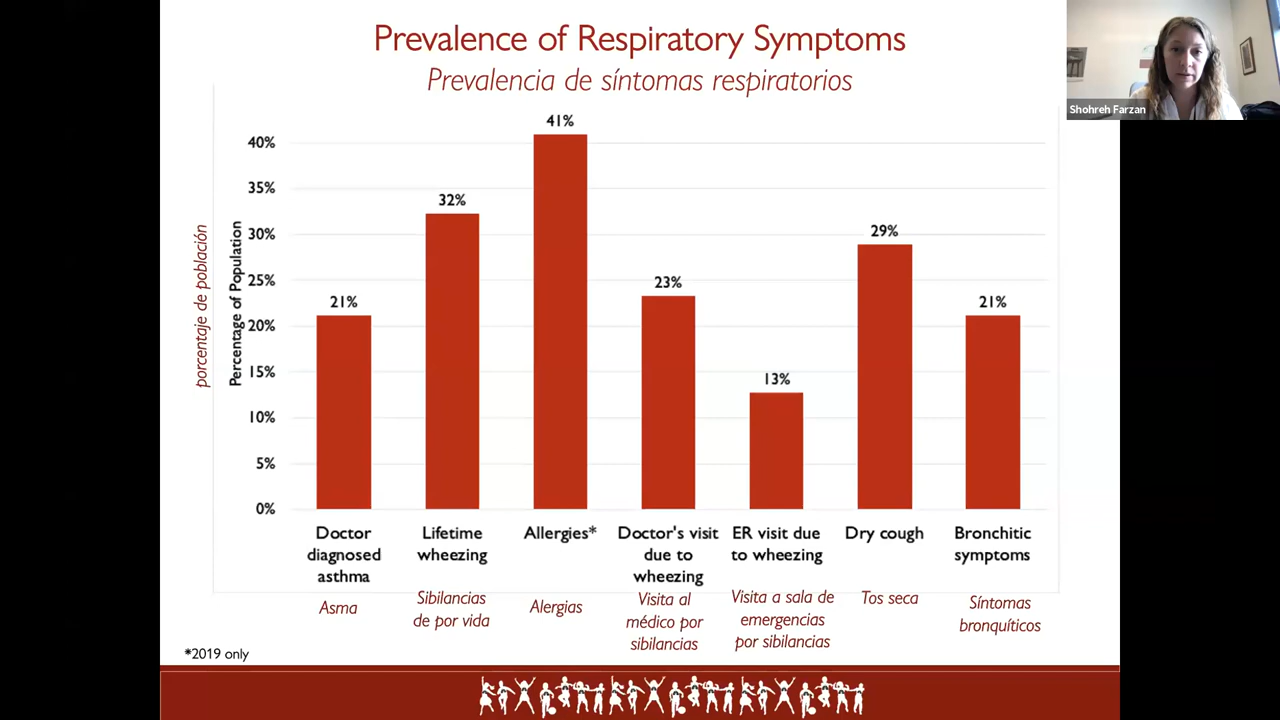 Prevalence of Respiratory Symptoms
Prevalencia de síntomas respiratorios
Shohreh Farzan
porcentaje de población
Percentage of Population
40%
35%
30%
25%
20%
15%
10%
5%
0%
21%
32%
41%
23%
13%
29%
21%
Doctor
diagnosed
asthma
Lifetime
wheezing
Allergies*
Doctor's visit
due to
wheezing
ER visit due
to wheezing
Dry cough
Bronchitic
symptoms
Asma
Sibilancias
de por vida
Alergias
Visita al
médico por
sibilancias
Visita a sala de
emergencias
por sibilancias
Tos seca
Síntomas
bronquíticos
*2019 only